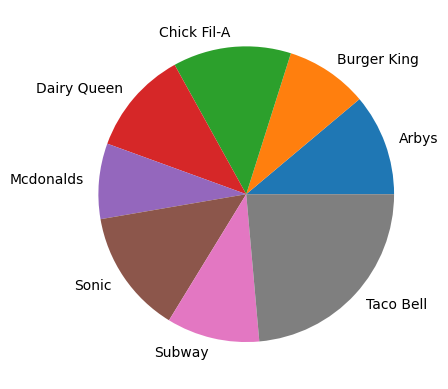 Chick Fil-A
Burger King
Dairy Queen
Arbys
Mcdonalds
Sonic
Taco Bell
Subway